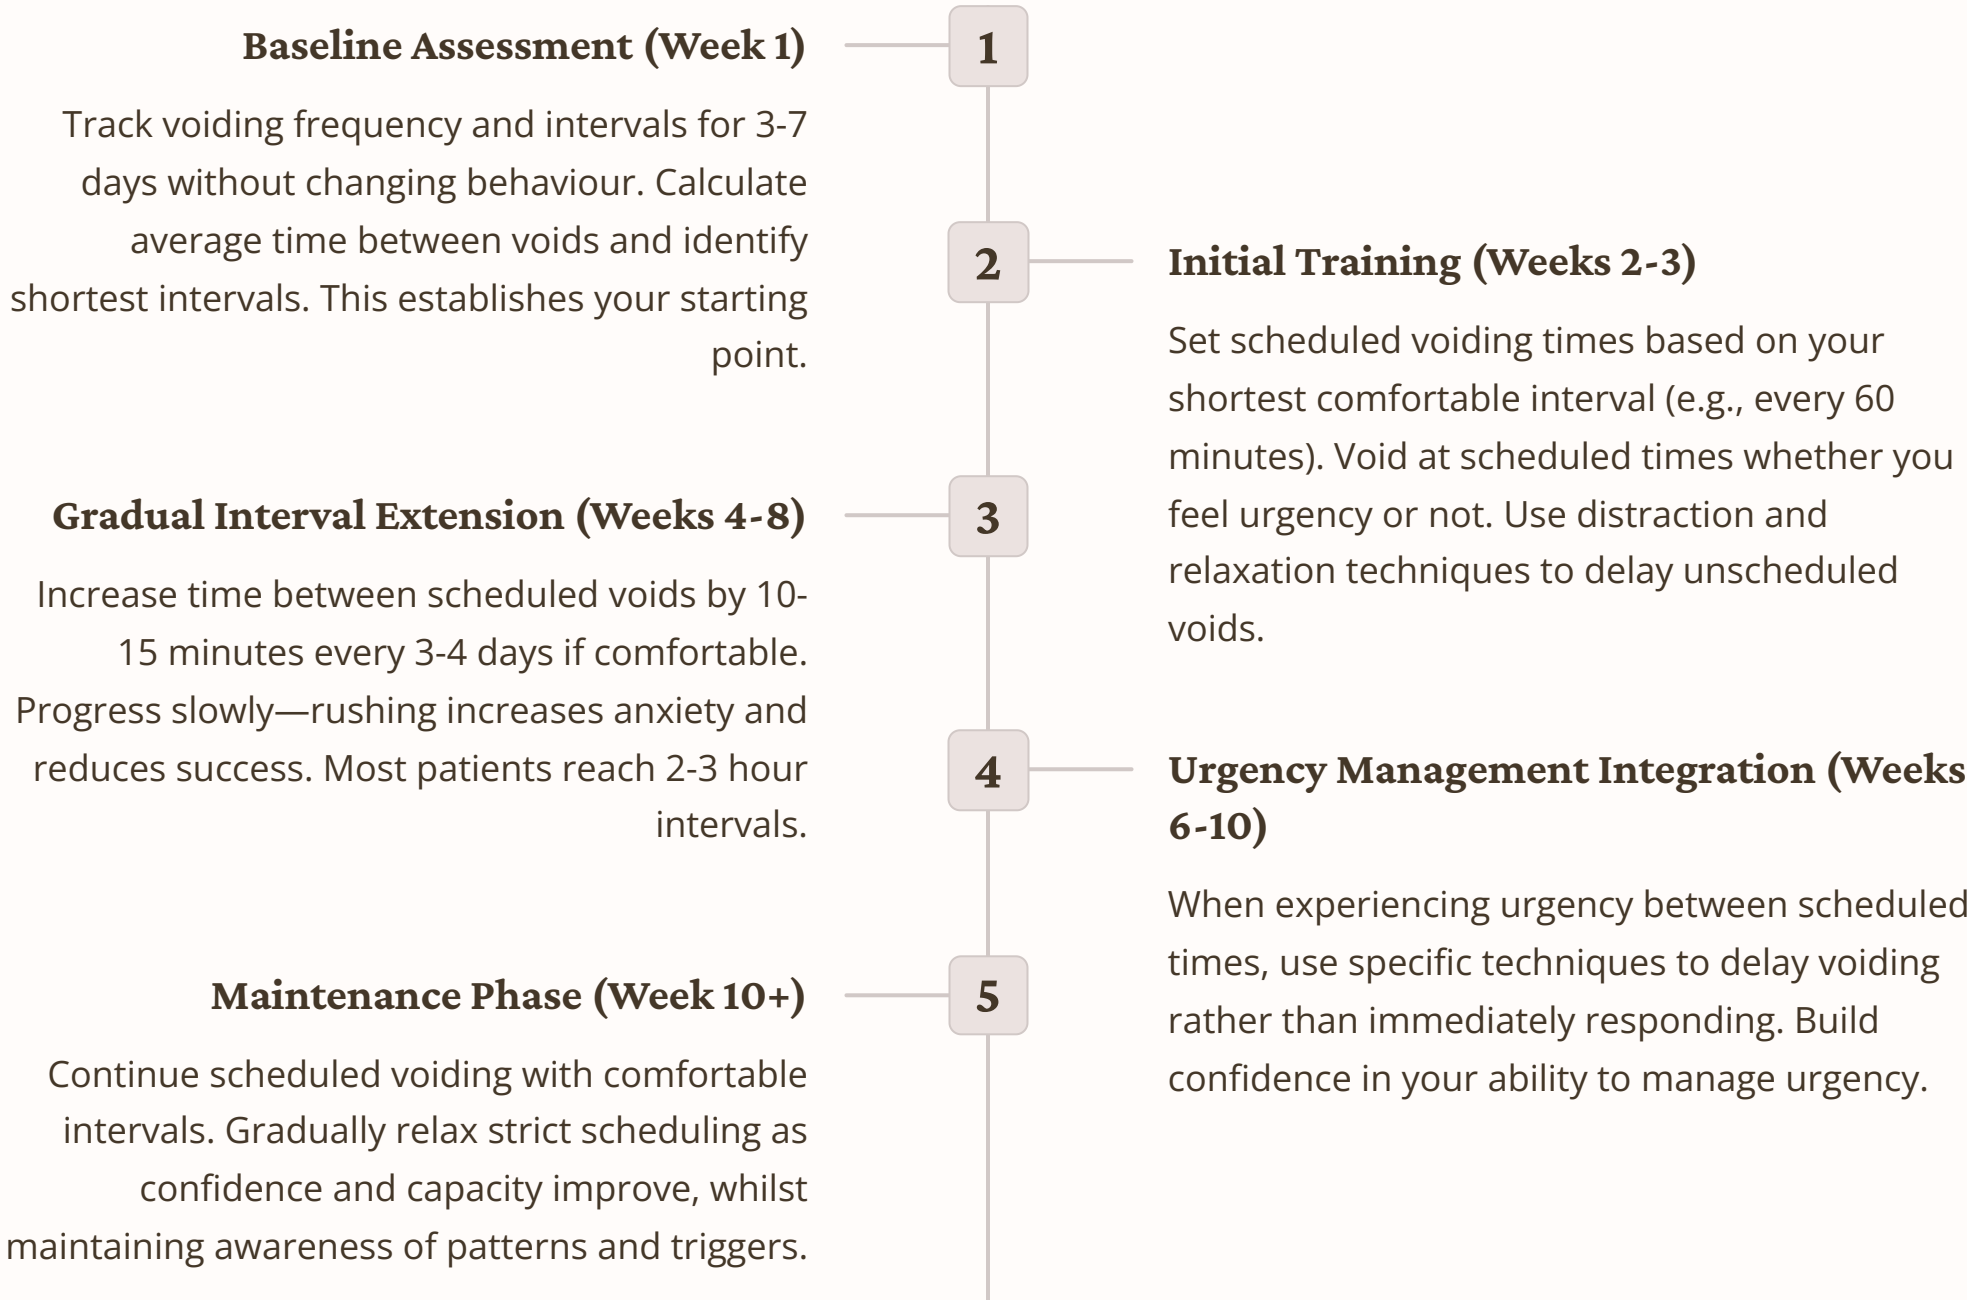 Baseline Assessment (Week 1)
1
Track voiding frequency and intervals for 3-7
days without changing behaviour. Calculate
average time between voids and identify
shortest intervals. This establishes your starting
point.
2
Initial Training (Weeks 2-3)
Set scheduled voiding times based on your
shortest comfortable interval (e.g., every 60
minutes). Void at scheduled times whether you
feel urgency or not. Use distraction and
relaxation techniques to delay unscheduled
voids.
Gradual Interval Extension (Weeks 4-8)
3
Increase time between scheduled voids by 10-
15 minutes every 3-4 days if comfortable.
Progress slowly—rushing increases anxiety and
reduces success. Most patients reach 2-3 hour
intervals.
4
Urgency Management Integration (Weeks
6-10)
When experiencing urgency between scheduled
times, use specific techniques to delay voiding
rather than immediately responding. Build
confidence in your ability to manage urgency.
Maintenance Phase (Week 10+)
5
Continue scheduled voiding with comfortable
intervals. Gradually relax strict scheduling as
confidence and capacity improve, whilst
maintaining awareness of patterns and triggers.